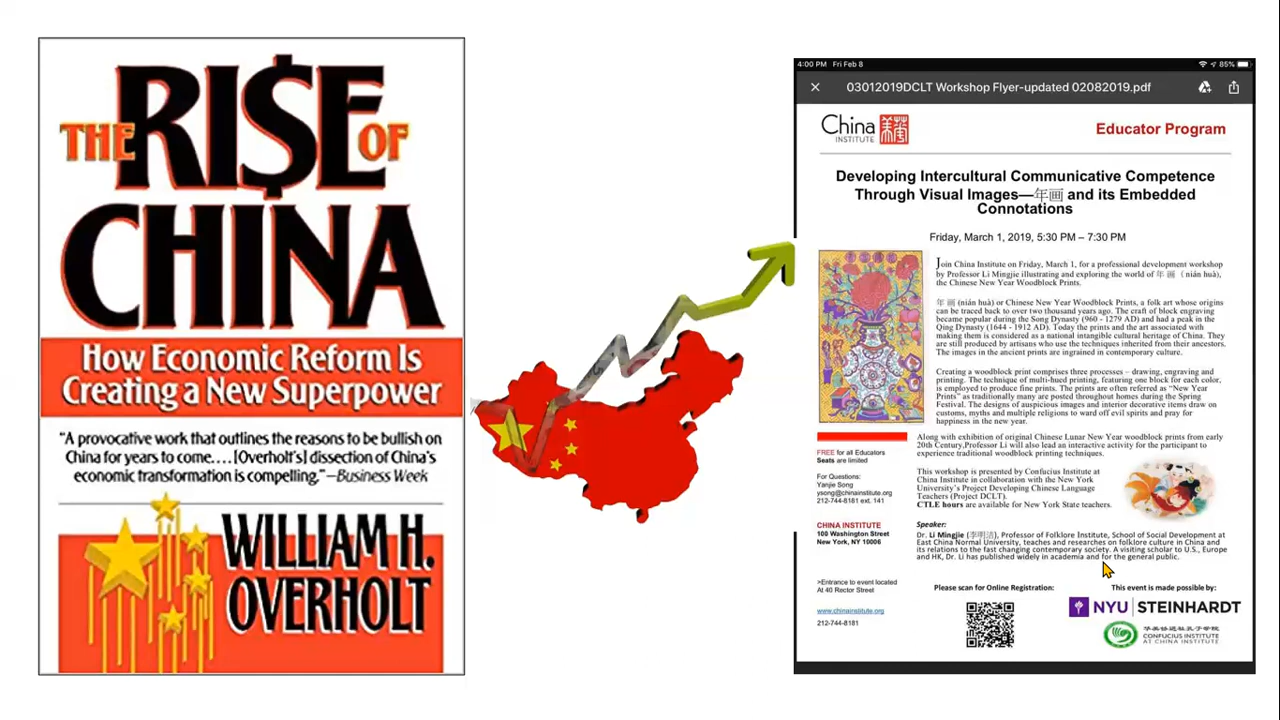 THE RI$E OF
CHINA
How Economic Reform Is
Creating a New Superpower
"A provocative work that outlines the reasons to be bullish on
China for years to come…[Overholt's] dissection of China's
economic transformation is compelling." —Business Week
WILLIAM H.
OVERHOLT
4:00 PM Fri Feb 8
85%
03012019DCLT Workshop Flyer-updated 02082019.pdf
China
INSTITUTE
Educator Program
Developing Intercultural Communicative Competence
Through Visual Images—年画 and its Embedded
Connotations
Friday, March 1, 2019, 5:30 PM – 7:30 PM
Join China Institute on Friday, March 1, for a professional development workshop
by Professor Li Mingjie illustrating and exploring the world of 年 画 ( nián huà),
the Chinese New Year Woodblock Prints.
年 画 (nián huà) or Chinese New Year Woodblock Prints, a folk art whose origins
can be traced back to over two thousand years ago. The craft of block engraving
became popular during the Song Dynasty (960 - 1279 AD) and had a peak in the
Qing Dynasty (1644 - 1912 AD). Today the prints and the art associated with
making them is considered as a national intangible cultural heritage of China. They
are still produced by artisans who use the techniques inherited from their ancestors.
The images in the ancient prints are ingrained in contemporary culture.
Creating a woodblock print comprises three processes – drawing, engraving and
printing. The technique of multi-hued printing, featuring one block for each color,
is employed to produce fine prints. The prints are often referred as "New Year
Prints" as traditionally many are posted throughout homes during the Spring
Festival. The designs of auspicious images and interior decorative items draw on
customs, myths and multiple religions to ward off evil spirits and pray for
happiness in the new year.
Along with exhibition of original Chinese Lunar New Year woodblock prints from early
20th Century,Professor Li will also lead an interactive activity for the participant to
experience traditional woodblock printing techniques.
This workshop is presented by Confucius Institute at
China Institute in collaboration with the New York
University's Project Developing Chinese Language
Teachers (Project DCLT).
CTLE hours are available for New York State teachers.
FREE for all Educators
Seats are limited
For Questions:
Yanjie Song
ysong@chinainstitute.org
212-744-8181 ext. 141
CHINA INSTITUTE
100 Washington Street
New York, NY 10006
>Entrance to event located
At 40 Rector Street
www.chinainstitute.org
212-744-8181
Speaker:
Dr. Li Mingjie (李明洁), Professor of Folklore Institute, School of Social Development at
East China Normal University, teaches and researches on folklore culture in China and
its relations to the fast changing contemporary society. A visiting scholar to U.S., Europe
and HK, Dr. Li has published widely in academia and for the general public.
Please scan for Online Registration:
This event is made possible by:
NYU STEINHARDT
CONFUCIUS INSTITUTE
AT CHINA INSTITUTE